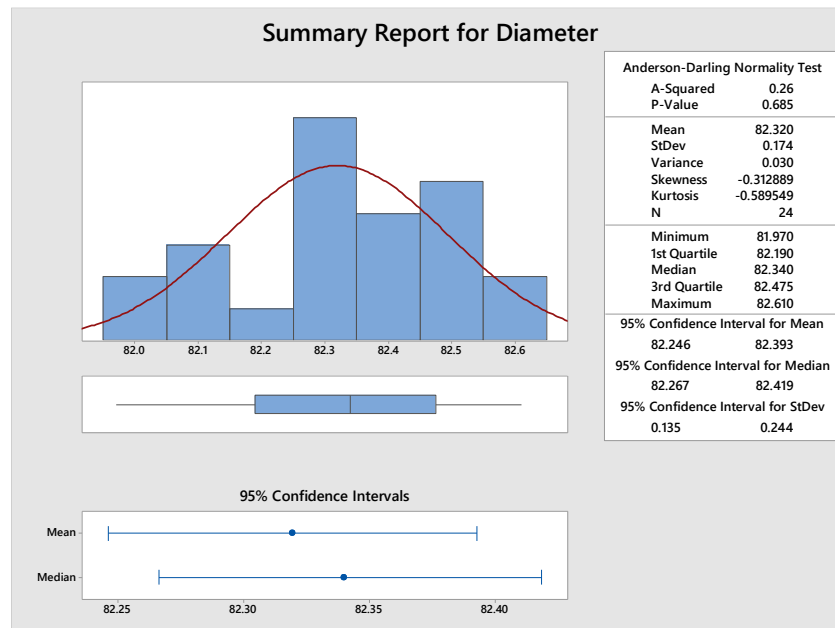 Summary Report for Diameter
82.0 82.1 82.2 82.3 82.4 82.5 82.6
Anderson-Darling Normality Test
A-Squared 0.26
P-Value 0.685
Mean 82.320
StDev 0.174
Variance 0.030
Skewness -0.312889
Kurtosis -0.589549
N 24
Minimum 81.970
1st Quartile 82.190
Median 82.340
3rd Quartile 82.475
Maximum 82.610
95% Confidence Interval for Mean
82.246 82.393
95% Confidence Interval for Median
82.267 82.419
95% Confidence Interval for StDev
0.135 0.244
95% Confidence Intervals
Mean
Median
82.25 82.30 82.35 82.40